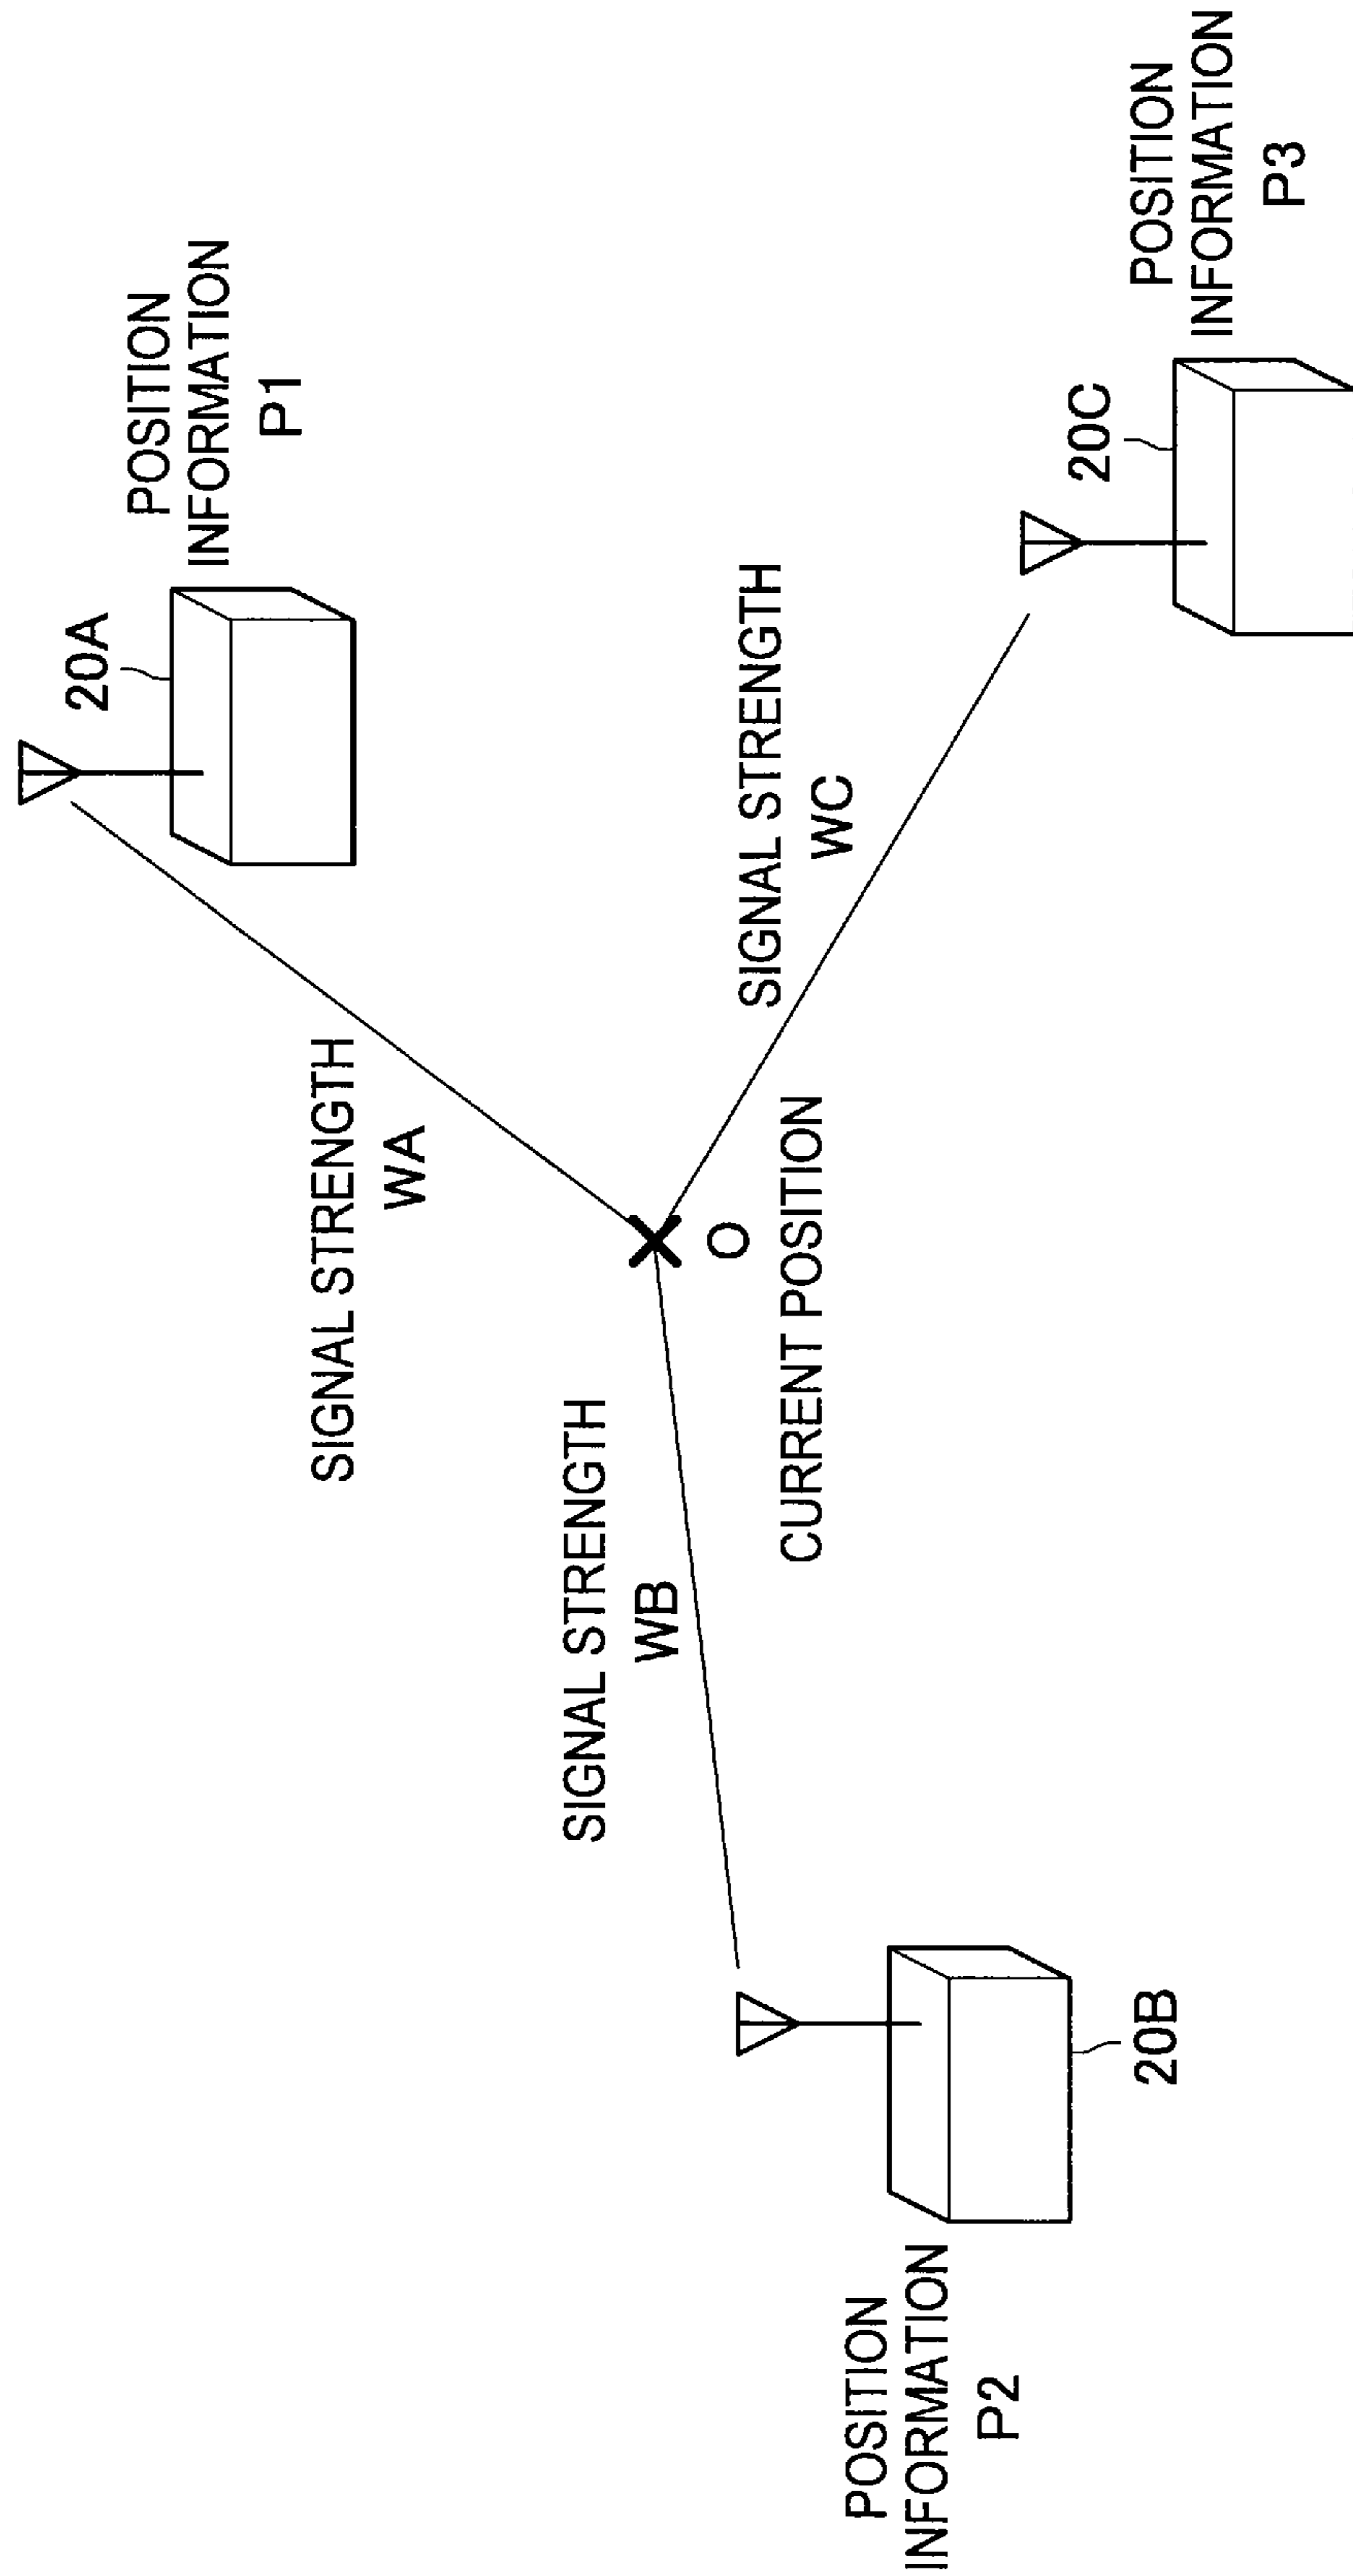 20A
POSITION
INFORMATION
P1
SIGNAL STRENGTH
WA
SIGNAL STRENGTH
WB
O
CURRENT POSITION
SIGNAL STRENGTH
WC
POSITION
INFORMATION
P2
20B
20C
POSITION
INFORMATION
P3